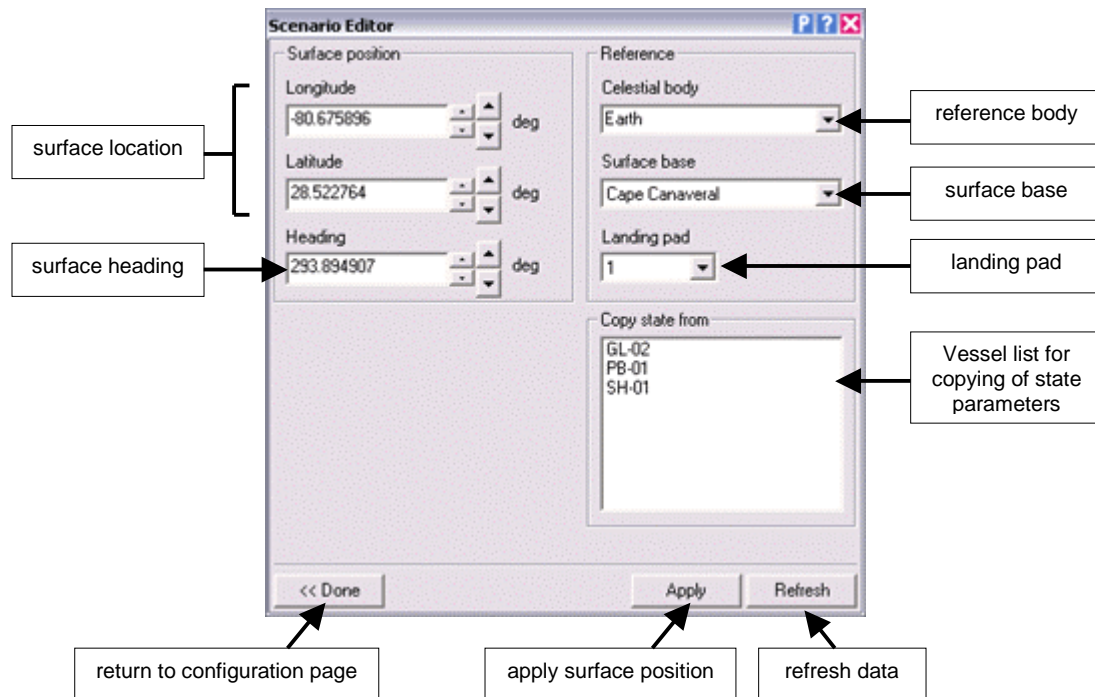 Scenario Editor
P ?
Surface position
Longitude
-80.675896
deg
Latitude
28.522764
deg
Heading
293.894907
deg
Reference
Celestial body
Earth
Surface base
Cape Canaveral
Landing pad
1
Copy state from
GL-02
PB-01
SH-01
<< Done
Apply
Refresh
surface location
surface heading
reference body
surface base
landing pad
Vessel list for
copying of state
parameters
return to configuration page
apply surface position
refresh data